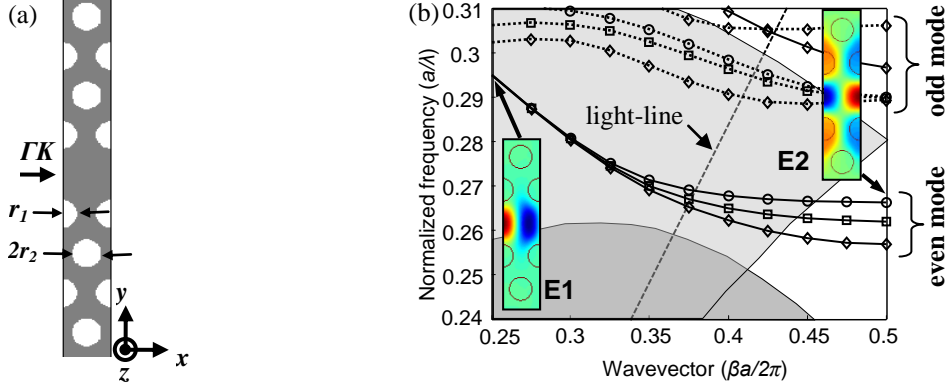 (a)
ΓK
r1
2r2
y
z
x
(b)
Normalized frequency (a/λ)
0.31
0.3
0.29
0.28
0.27
0.26
0.25
0.24
light-line
E1
E2
odd mode
even mode
0.25
0.3
0.35
0.4
0.45
0.5
Wavevector (βa/2π)